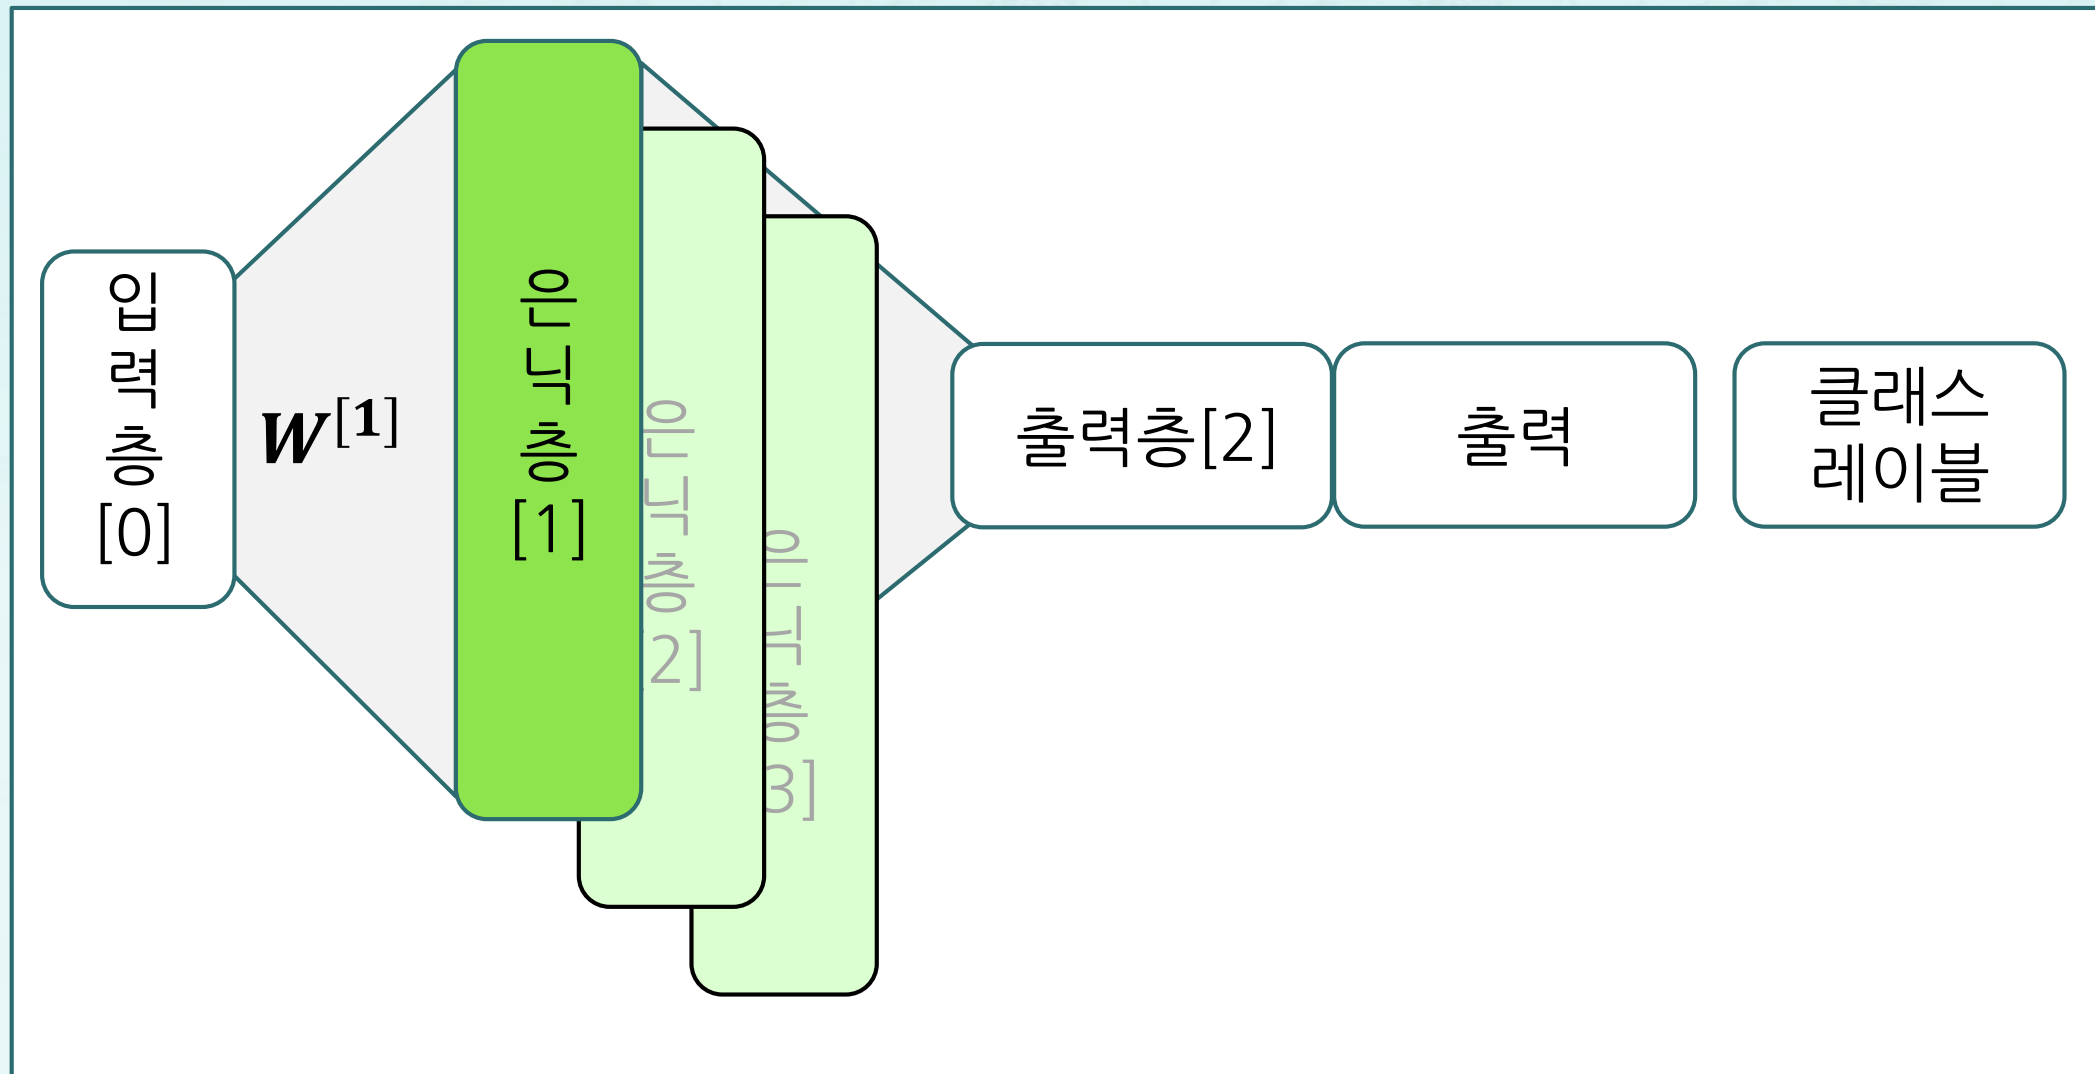 입
력
층
[0]
W[1]
은
닉
층
[1]
은
닉
층
2]
은
닉
층
3]
출력층[2]
출력
클래스
레이블